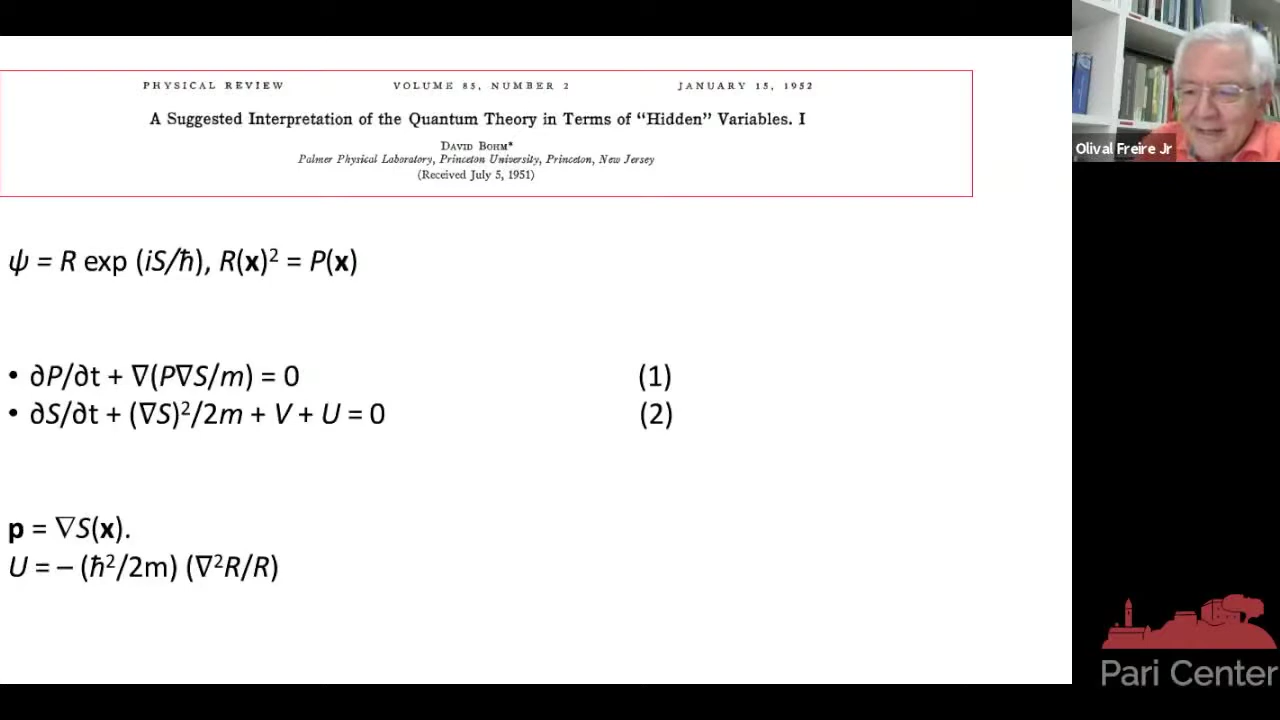 PHYSICAL REVIEW VOLUME 85, NUMBER 2 JANUARY 15, 1952
A Suggested Interpretation of the Quantum Theory in Terms of "Hidden" Variables. I
DAVID BOHM*
Palmer Physical Laboratory, Princeton University, Princeton, New Jersey
(Received July 5, 1951)
ψ = R exp (iS/ħ), R(x)² = P(x)
• ∂P/∂t + ∇(P∇S/m) = 0 (1)
• ∂S/∂t + (∇S)²/2m + V + U = 0 (2)
p = ∇S(x).
U = – (ħ²/2m) (∇²R/R)
Olival Freire Jr
Pari Center